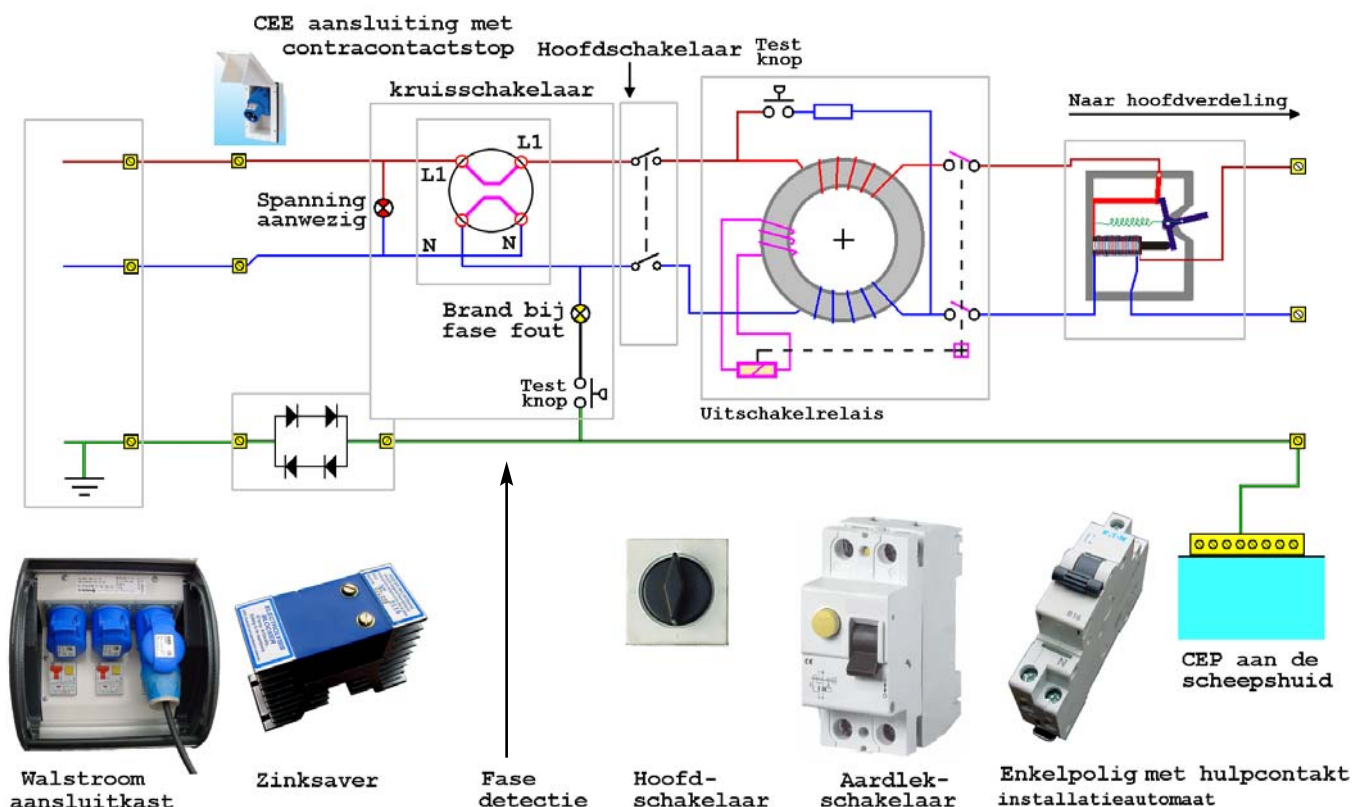 CEE aansluiting met
contracontactstop
Hoofdschakelaar
Test
knop
kruisschakelaar
Naar hoofdverdeling
L1
L1
Spanning
aanwezig
N
N
Brand bij
fase fout
Test
knop
Uitschakelrelais
CEP aan de
scheepshuid
Walstroom
aansluitkast
Zinksaver
Fase
detectie
Hoofd-
schakelaar
Aardlek-
schakelaar
Enkelpolig met hulpcontakt
installatieautomaat
EATON
B16
N